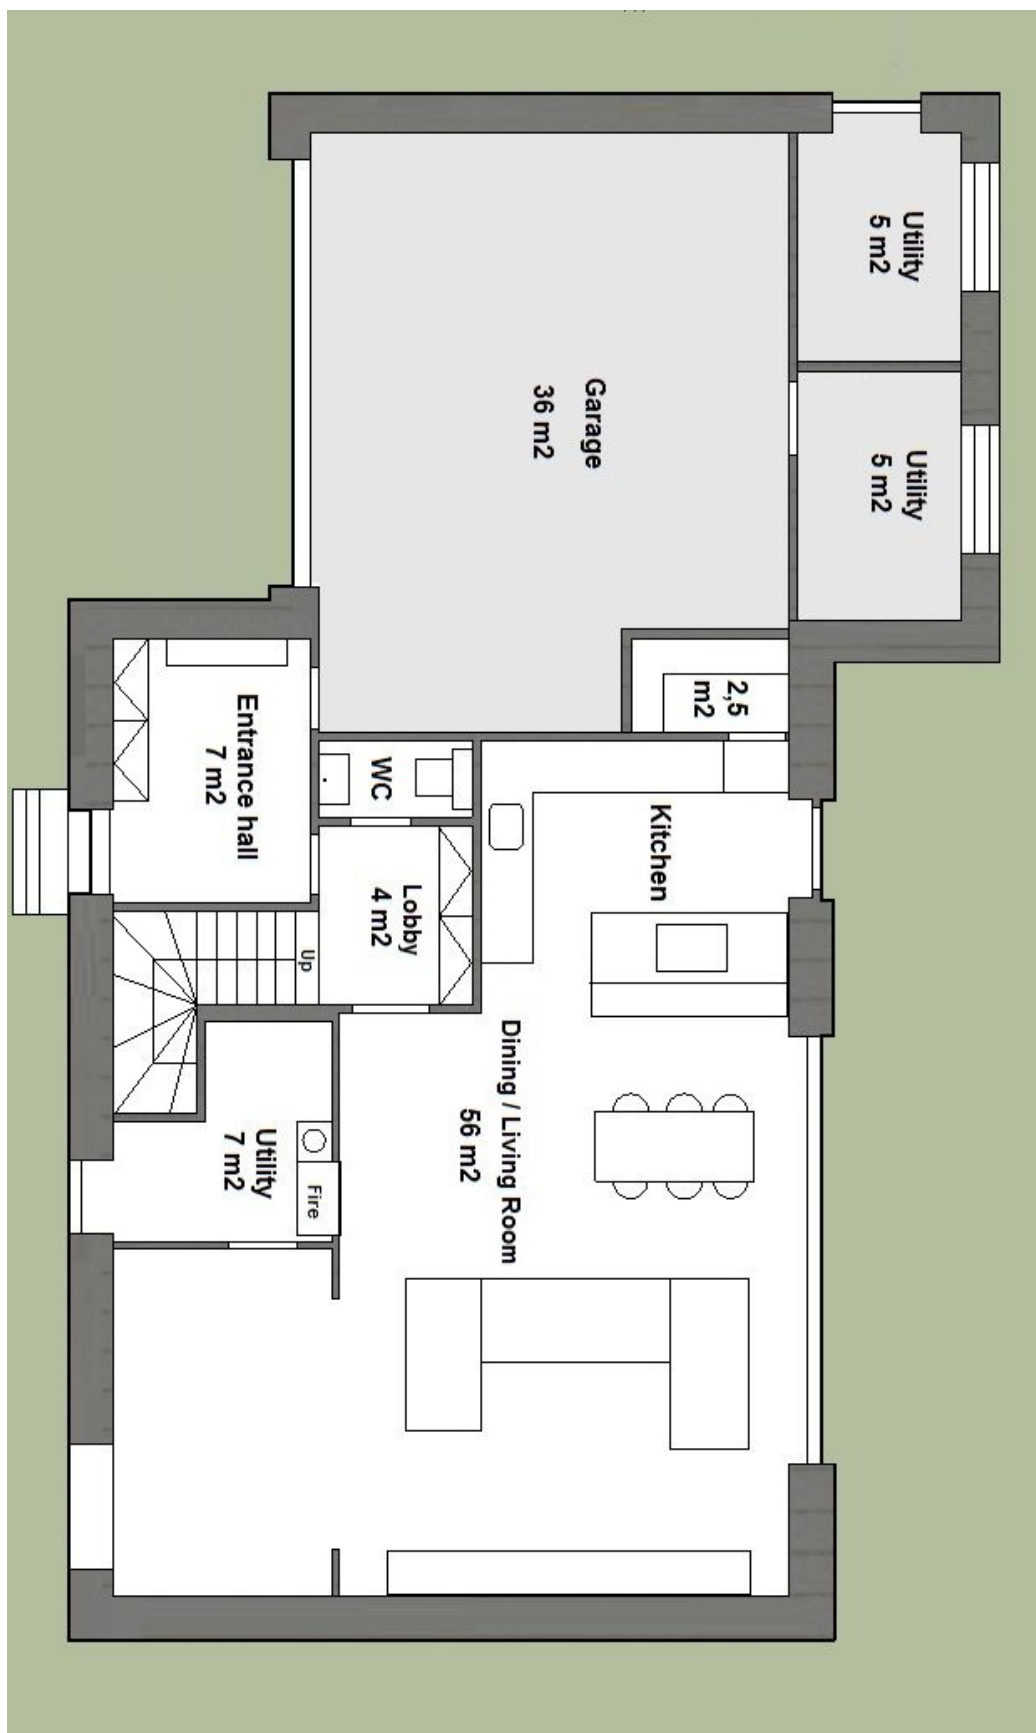 Utility
5 m2
Utility
5 m2
Garage
36 m2
2,5
m2
Entrance hall
7 m2
WC
Kitchen
Lobby
4 m2
Up
Dining / Living Room
56 m2
Utility
7 m2
Fire